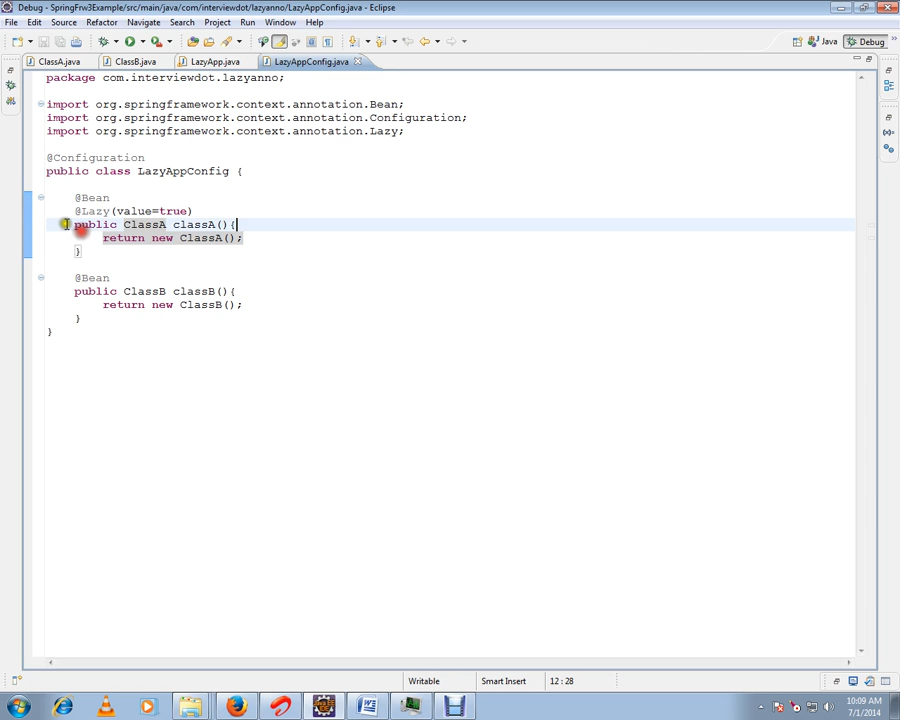 Debug - SpringFrw3Example/src/main/java/com/interviewdot/lazyanno/LazyAppConfig.java - Eclipse
File Edit Source Refactor Navigate Search Project Run Window Help
Java Debug
ClassA.java ClassB.java LazyApp.java LazyAppConfig.java
package com.interviewdot.lazyanno;
import org.springframework.context.annotation.Bean;
import org.springframework.context.annotation.Configuration;
import org.springframework.context.annotation.Lazy;
@Configuration
public class LazyAppConfig {
@Bean
@Lazy(value=true)
public ClassA classA(){
return new ClassA();
}
@Bean
public ClassB classB(){
return new ClassB();
}
}
Writable Smart Insert 12 : 28
10:09 AM
7/1/2014